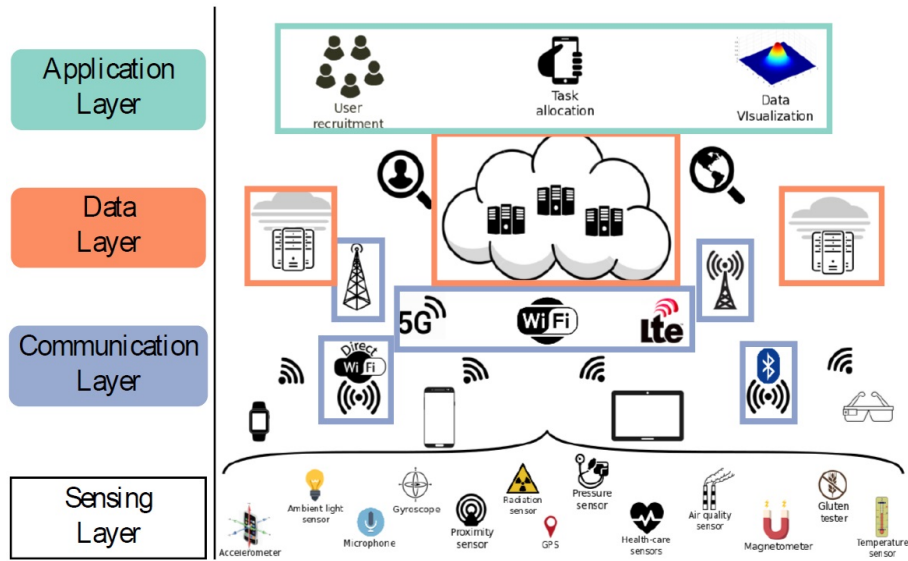 Application
Layer
User
recruitment
Task
allocation
Data
VIsualization
Data
Layer
Communication
Layer
5G
WiFi
Lte
Direct
WiFi
Sensing
Layer
Accelerometer
Ambient light
sensor
Microphone
Gyroscope
Proximity
sensor
Radiation
sensor
GPS
Pressure
sensor
Health-care
sensors
Air quality
sensor
Magnetometer
Gluten
tester
Temperature
sensor